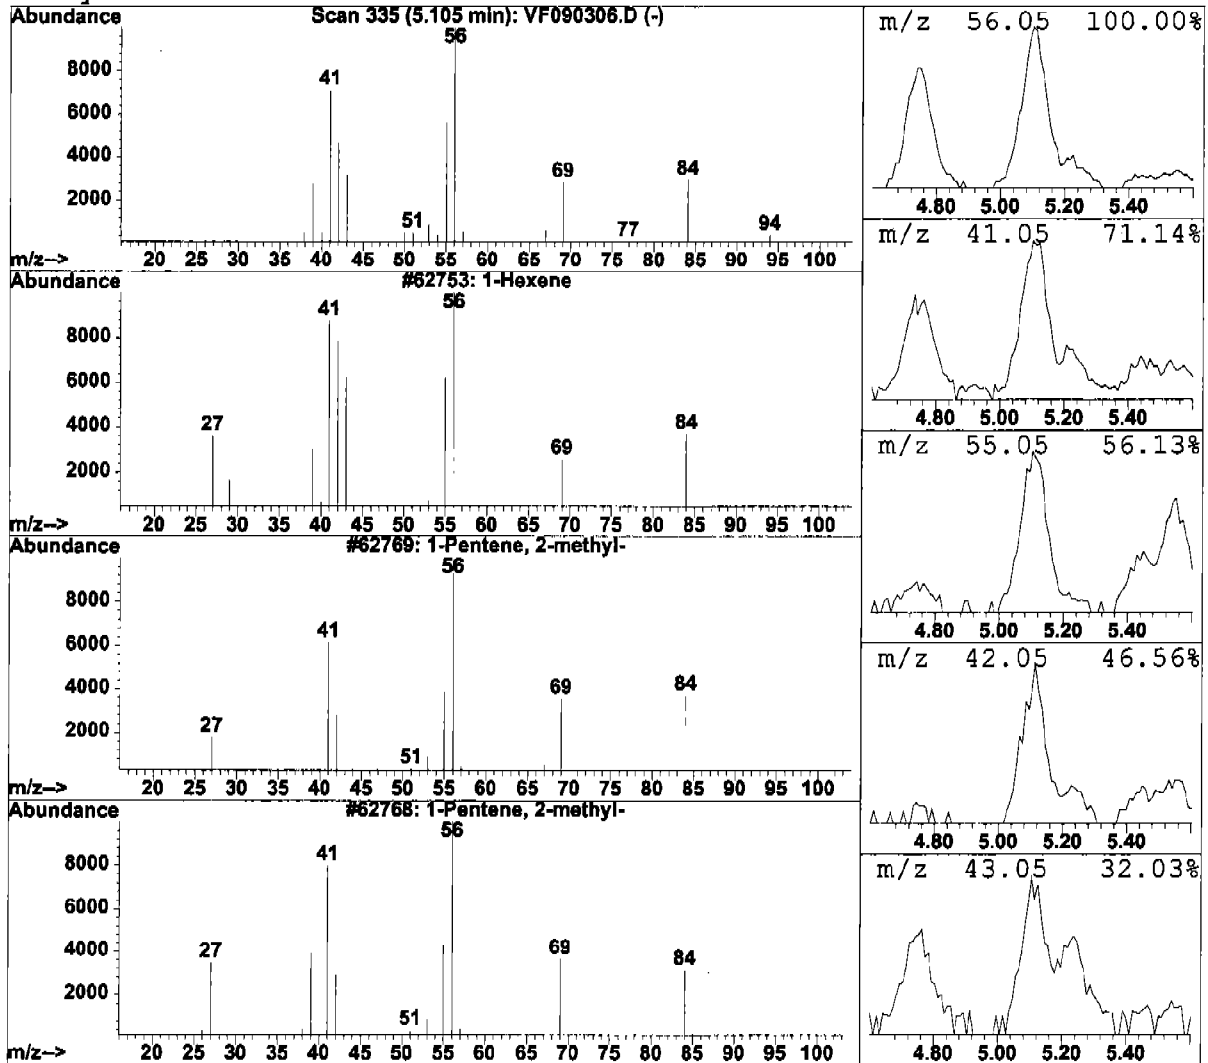 Abundance Scan 335 (5.105 min): VF090306.D (-)
56
8000
41
6000
4000
69 84
2000
51 77 94
m/z--> 20 25 30 35 40 45 50 55 60 65 70 75 80 85 90 95 100
Abundance #62753: 1-Hexene
41 56
8000
6000
27 84
4000
69
2000
m/z--> 20 25 30 35 40 45 50 55 60 65 70 75 80 85 90 95 100
Abundance #62769: 1-Pentene, 2-methyl-
56
8000
41
6000
69 84
4000
27
2000
51
m/z--> 20 25 30 35 40 45 50 55 60 65 70 75 80 85 90 95 100
Abundance #62768: 1-Pentene, 2-methyl-
56
41
8000
6000
27 69 84
4000
2000
51
m/z--> 20 25 30 35 40 45 50 55 60 65 70 75 80 85 90 95 100
m/z 56.05 100.00%
4.80 5.00 5.20 5.40
m/z 41.05 71.14%
4.80 5.00 5.20 5.40
m/z 55.05 56.13%
4.80 5.00 5.20 5.40
m/z 42.05 46.56%
4.80 5.00 5.20 5.40
m/z 43.05 32.03%
4.80 5.00 5.20 5.40